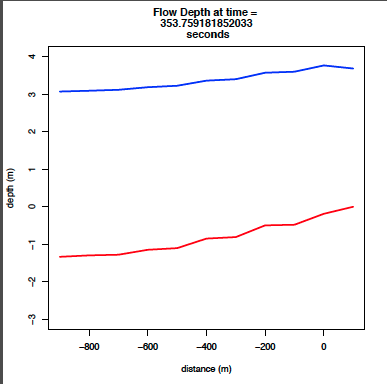 Flow Depth at time =
353.759181852033
seconds
4
3
2
1
0
−1
−2
−3
depth (m)
−800 −600 −400 −200 0
distance (m)